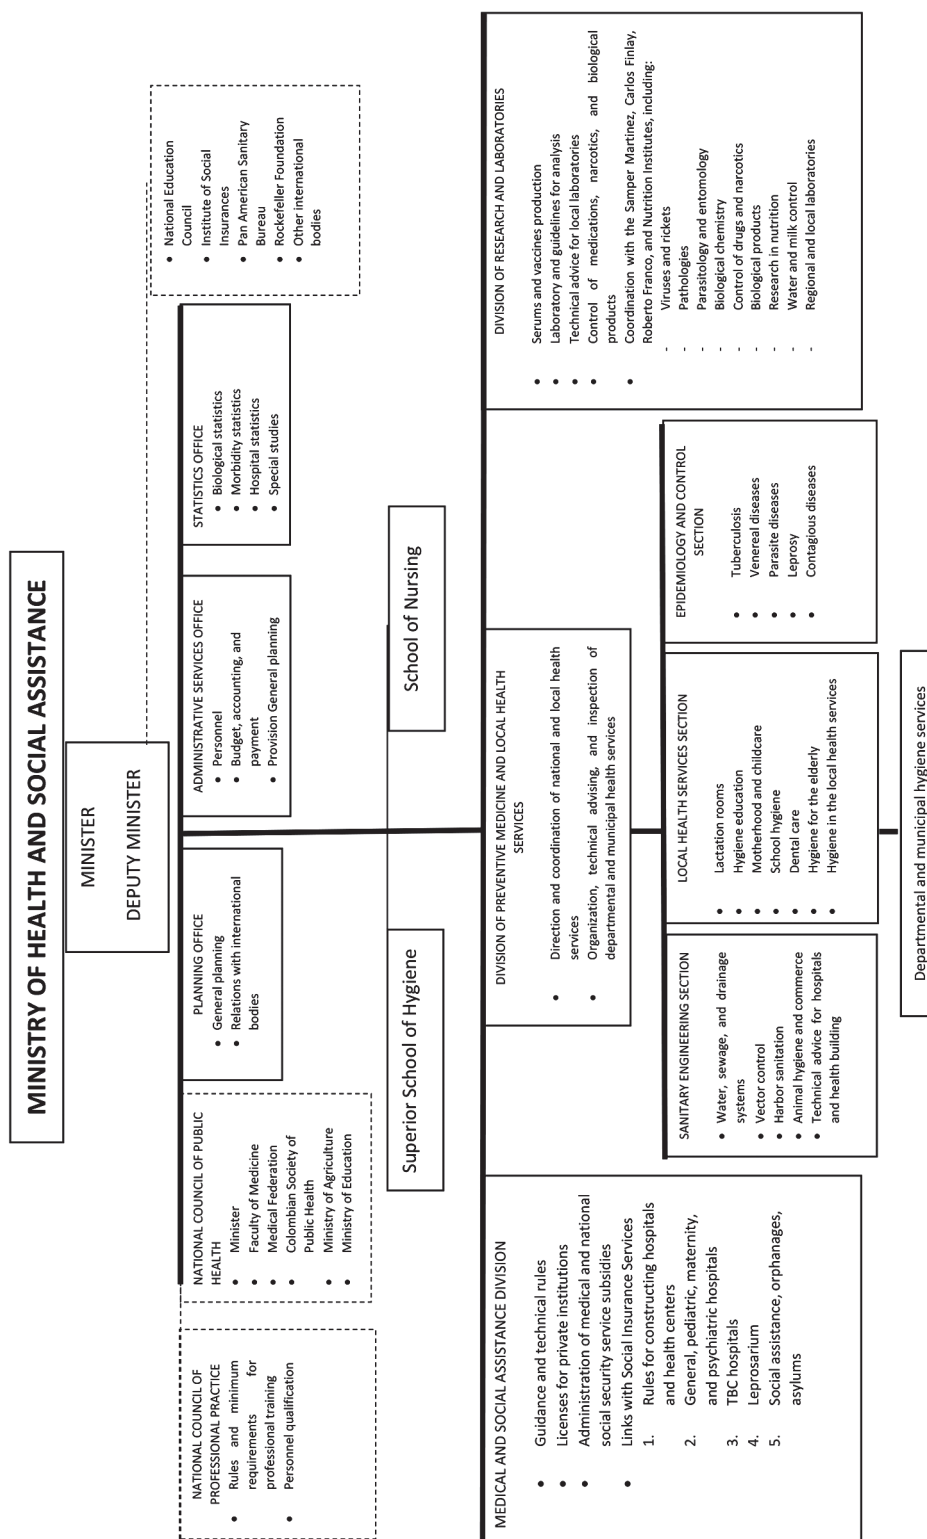 MINISTRY OF HEALTH AND SOCIAL ASSISTANCE
MINISTER
DEPUTY MINISTER
• National Education
Council
• Institute of Social
Insurances
• Pan American Sanitary
Bureau
• Rockefeller Foundation
• Other international
bodies
NATIONAL COUNCIL OF
PROFESSIONAL PRACTICE
• Rules and minimum
requirements for
professional training
• Personnel qualification
NATIONAL COUNCIL OF PUBLIC
HEALTH
• Minister
• Faculty of Medicine
• Medical Federation
• Colombian Society of
Public Health
• Ministry of Agriculture
• Ministry of Education
PLANNING OFFICE
• General planning
• Relations with international
bodies
ADMINISTRATIVE SERVICES OFFICE
• Personnel
• Budget, accounting, and
payment
• Provision General planning
STATISTICS OFFICE
• Biological statistics
• Morbidity statistics
• Hospital statistics
• Special studies
Superior School of Hygiene
School of Nursing
MEDICAL AND SOCIAL ASSISTANCE DIVISION
• Guidance and technical rules
• Licenses for private institutions
• Administration of medical and national
social security service subsidies
• Links with Social Insurance Services
1. Rules for constructing hospitals
and health centers
2. General, pediatric, maternity,
and psychiatric hospitals
3. TBC hospitals
4. Leprosarium
5. Social assistance, orphanages,
asylums
DIVISION OF PREVENTIVE MEDICINE AND LOCAL HEALTH
SERVICES
• Direction and coordination of national and local health
services
• Organization, technical advising, and inspection of
departmental and municipal health services
DIVISION OF RESEARCH AND LABORATORIES
• Serums and vaccines production
• Laboratory and guidelines for analysis
• Technical advice for local laboratories
• Control of medications, narcotics, and biological
products
• Coordination with the Samper Martinez, Carlos Finlay,
Roberto Franco, and Nutrition Institutes, including:
- Viruses and rickets
- Pathologies
- Parasitology and entomology
- Biological chemistry
- Control of drugs and narcotics
- Biological products
- Research in nutrition
- Water and milk control
- Regional and local laboratories
SANITARY ENGINEERING SECTION
• Water, sewage, and drainage
systems
• Vector control
• Harbor sanitation
• Animal hygiene and commerce
• Technical advice for hospitals
and health building
LOCAL HEALTH SERVICES SECTION
• Lactation rooms
• Hygiene education
• Motherhood and childcare
• School hygiene
• Dental care
• Hygiene for the elderly
• Hygiene in the local health services
EPIDEMIOLOGY AND CONTROL
SECTION
• Tuberculosis
• Venereal diseases
• Parasite diseases
• Leprosy
• Contagious diseases
Departmental and municipal hygiene services